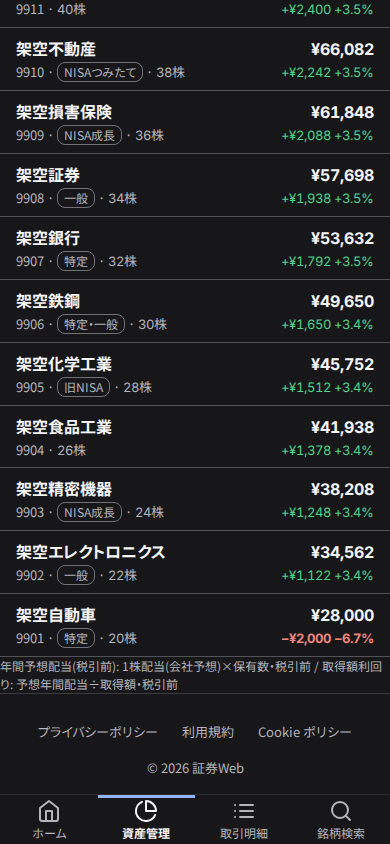 9911 · 40株 +¥2,400 +3.5%
架空不動産 ¥66,082
9910 · NISAつみたて · 38株 +¥2,242 +3.5%
架空損害保険 ¥61,848
9909 · NISA成長 · 36株 +¥2,088 +3.5%
架空証券 ¥57,698
9908 · 一般 · 34株 +¥1,938 +3.5%
架空銀行 ¥53,632
9907 · 特定 · 32株 +¥1,792 +3.5%
架空鉄鋼 ¥49,650
9906 · 特定・一般 · 30株 +¥1,650 +3.4%
架空化学工業 ¥45,752
9905 · 旧NISA · 28株 +¥1,512 +3.4%
架空食品工業 ¥41,938
9904 · 26株 +¥1,378 +3.4%
架空精密機器 ¥38,208
9903 · NISA成長 · 24株 +¥1,248 +3.4%
架空エレクトロニクス ¥34,562
9902 · 一般 · 22株 +¥1,122 +3.4%
架空自動車 ¥28,000
9901 · 特定 · 20株 −¥2,000 −6.7%
年間予想配当(税引前): 1株配当(会社予想)×保有数・税引前 / 取得額利回
り: 予想年間配当÷取得額・税引前
プライバシーポリシー 利用規約 Cookie ポリシー
© 2026 証券Web
ホーム 資産管理 取引明細 銘柄検索